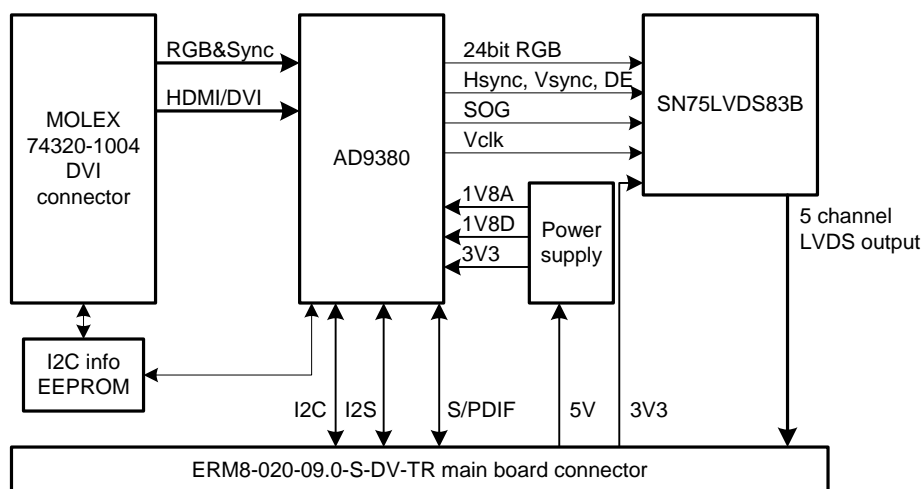 RGB&Sync
HDMI/DVI
MOLEX
74320-1004
DVI
connector
AD9380
24bit RGB
Hsync, Vsync, DE
SOG
Vclk
SN75LVDS83B
1V8A
1V8D
3V3
Power
supply
5 channel
LVDS output
I2C info
EEPROM
I2C
I2S
S/PDIF
5V
3V3
ERM8-020-09.0-S-DV-TR main board connector